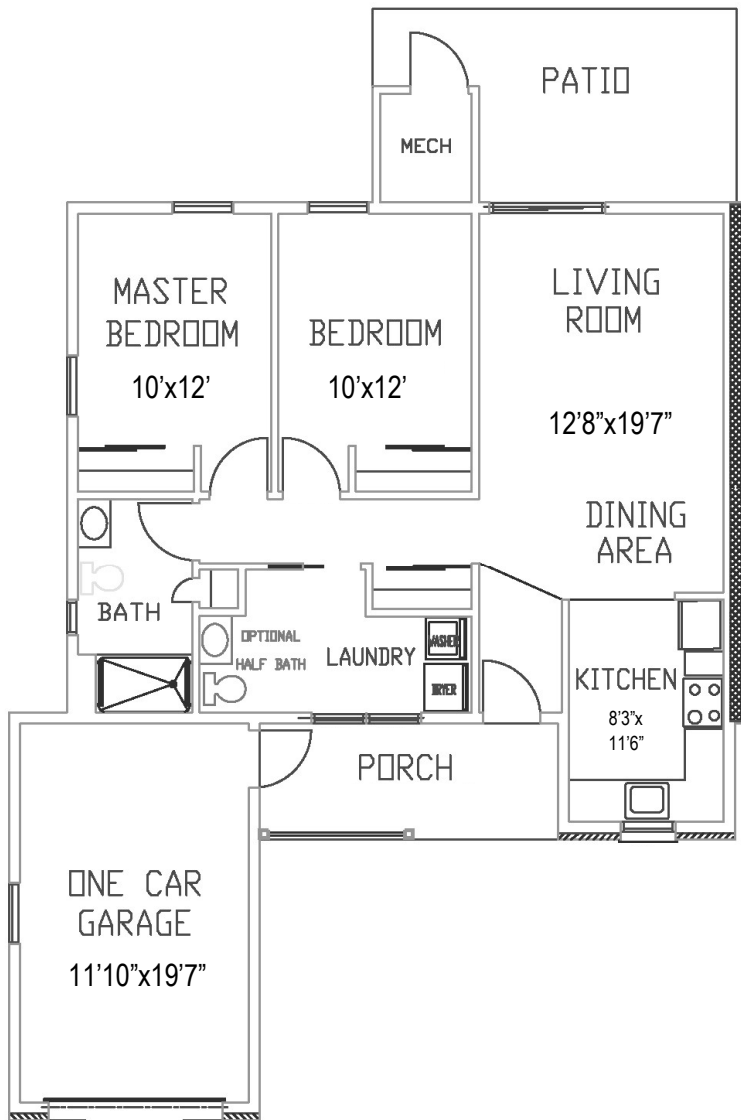 PATIO
MECH
MASTER
BEDROOM
10’x12’
BEDROOM
10’x12’
LIVING
ROOM
12’8”x19’7”
DINING
AREA
BATH
OPTIONAL
HALF BATH
LAUNDRY
WASHER
DRYER
KITCHEN
8’3”x
11’6”
PORCH
ONE CAR
GARAGE
11’10”x19’7”